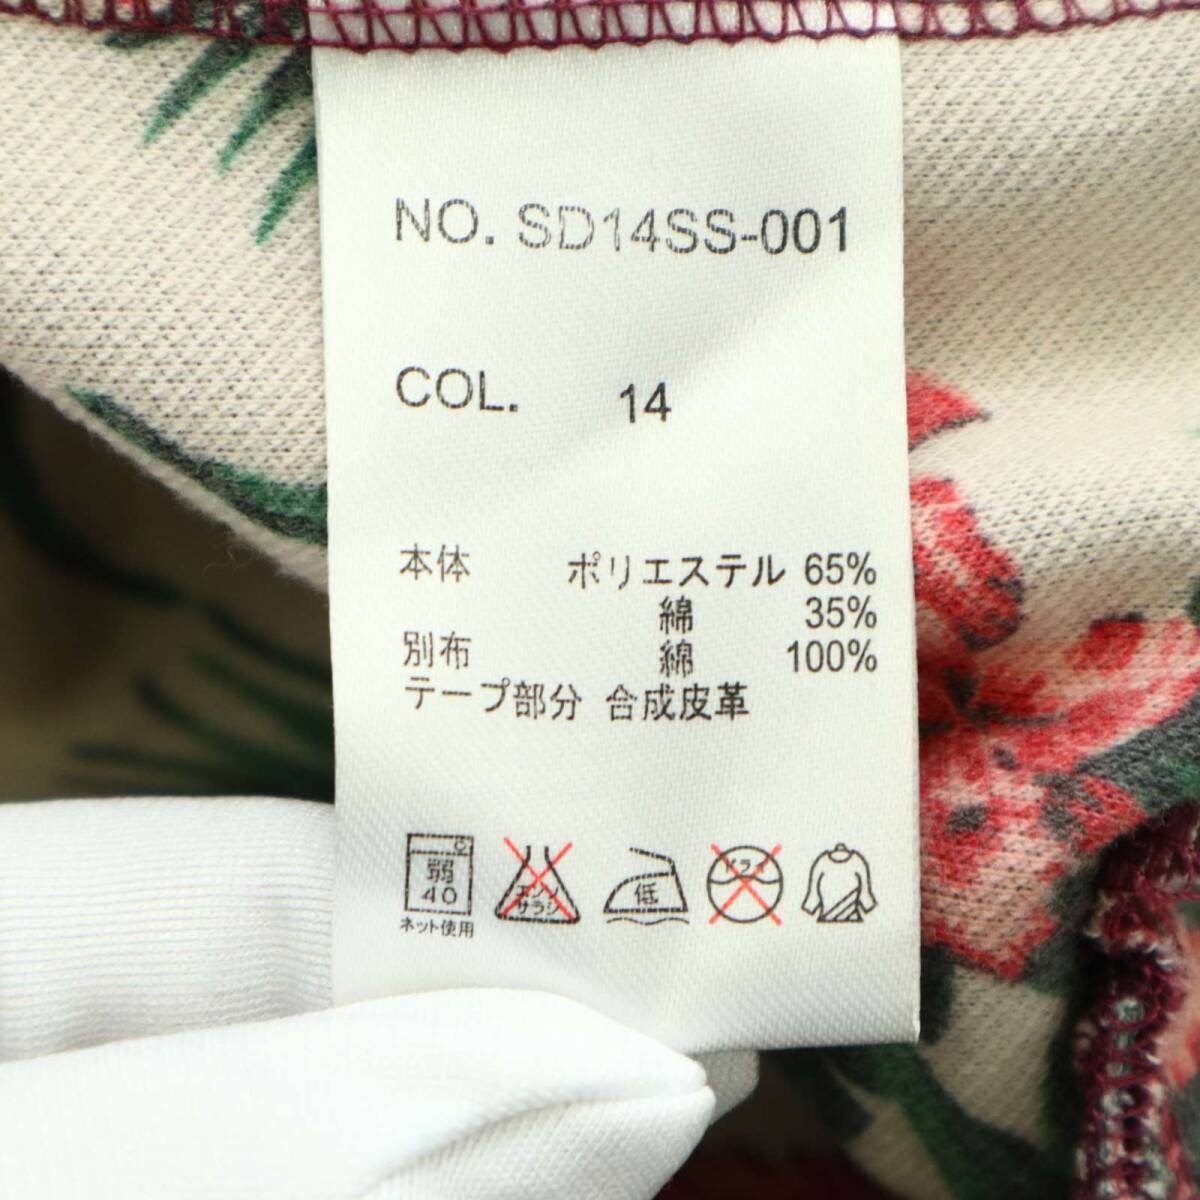 NO. SD14SS-001
COL. 14
本体 ポリエステル 65%
綿 35%
別布 綿 100%
テープ部分 合成皮革
弱
40
ネット使用
エンソ
サラシ
低
ドライ